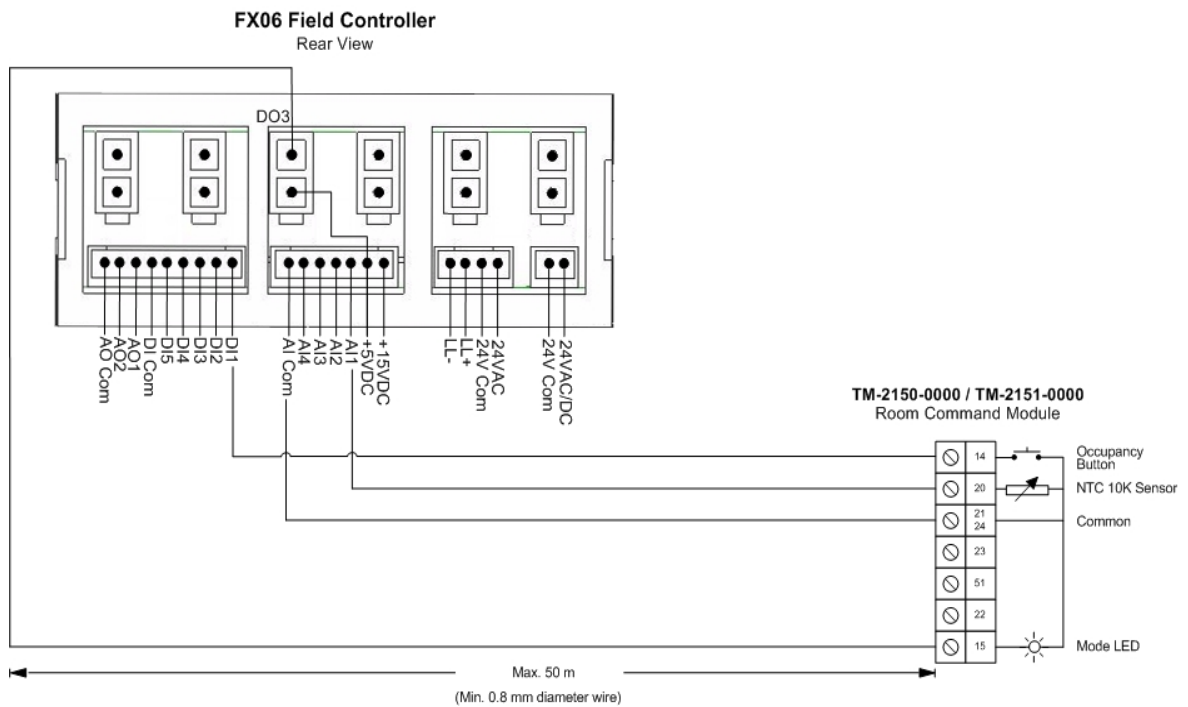 FX06 Field Controller
Rear View
DO3
AO Com
AO2
AO1
DI Com
DI5
DI4
DI3
DI2
DI1
AI Com
AI4
AI3
AI2
AI1
+5VDC
+15VDC
LL-
LL+
24V Com
24VAC
24V Com
24VAC/DC
TM-2150-0000 / TM-2151-0000
Room Command Module
14
Occupancy
Button
20
NTC 10K Sensor
21
24
Common
23
51
22
15
Mode LED
Max. 50 m
(Min. 0.8 mm diameter wire)